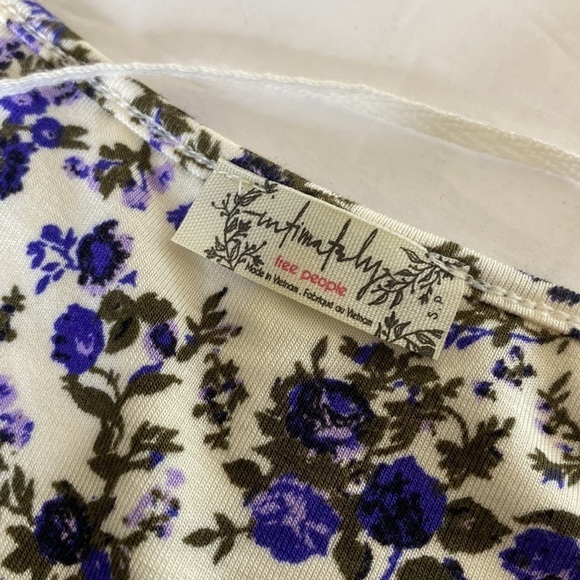 intimately
free people
Made in Vietnam . Fabriqué au Vietnam
S P